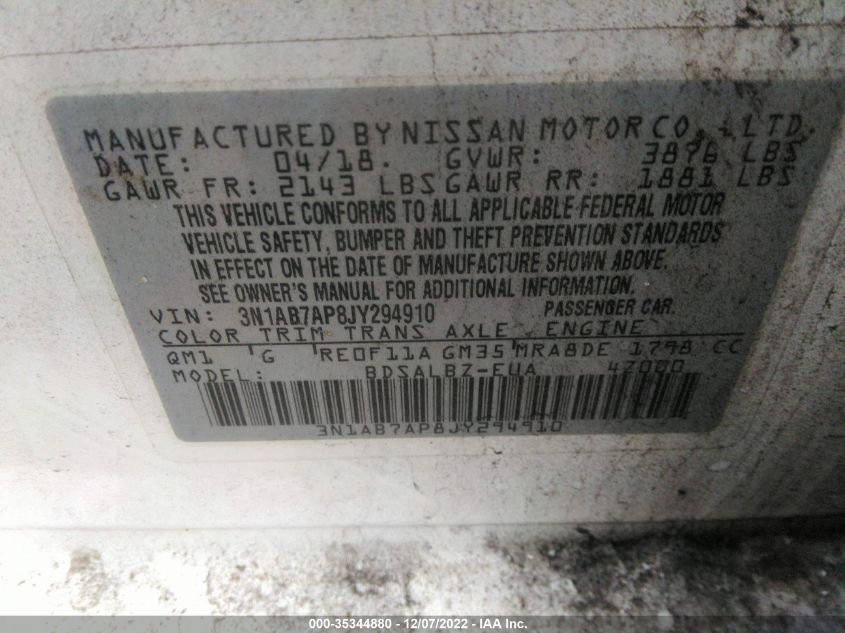 MANUFACTURED BY NISSAN MOTOR CO., LTD.
DATE: 04/18. GVWR: 3876 LBS
GAWR FR: 2143 LBS GAWR RR: 1881 LBS
THIS VEHICLE CONFORMS TO ALL APPLICABLE FEDERAL MOTOR
VEHICLE SAFETY, BUMPER AND THEFT PREVENTION STANDARDS
IN EFFECT ON THE DATE OF MANUFACTURE SHOWN ABOVE.
SEE OWNER'S MANUAL FOR ADDITIONAL INFORMATION.
VIN: 3N1AB7AP8JY294910 PASSENGER CAR.
COLOR TRIM TRANS AXLE ENGINE
QM1 G RE0F11A GM35 MRA8DE 1798 CC
MODEL: BDSALBZ-EUA 4Z000
3N1AB7AP8JY294910
000-35344880 - 12/07/2022 - IAA Inc.